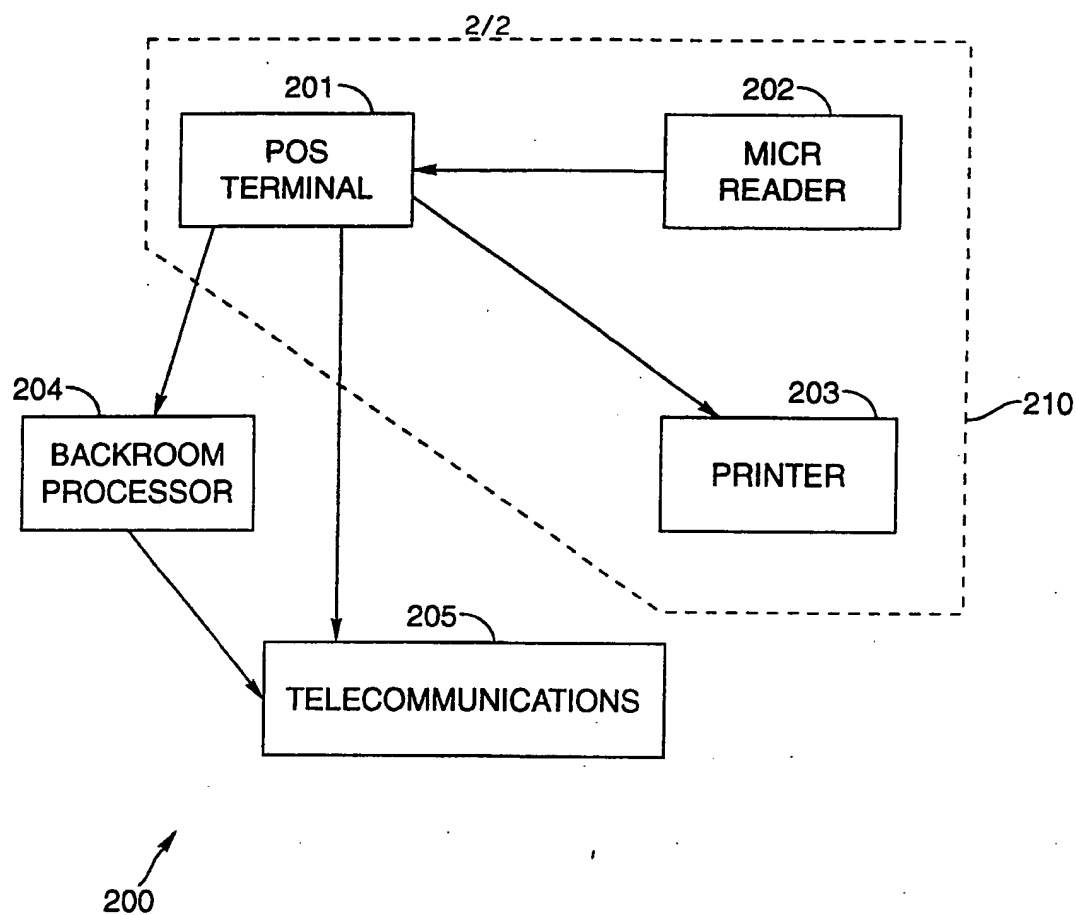 2/2
201
202
POS
TERMINAL
MICR
READER
204
203
210
BACKROOM
PROCESSOR
PRINTER
205
TELECOMMUNICATIONS
200